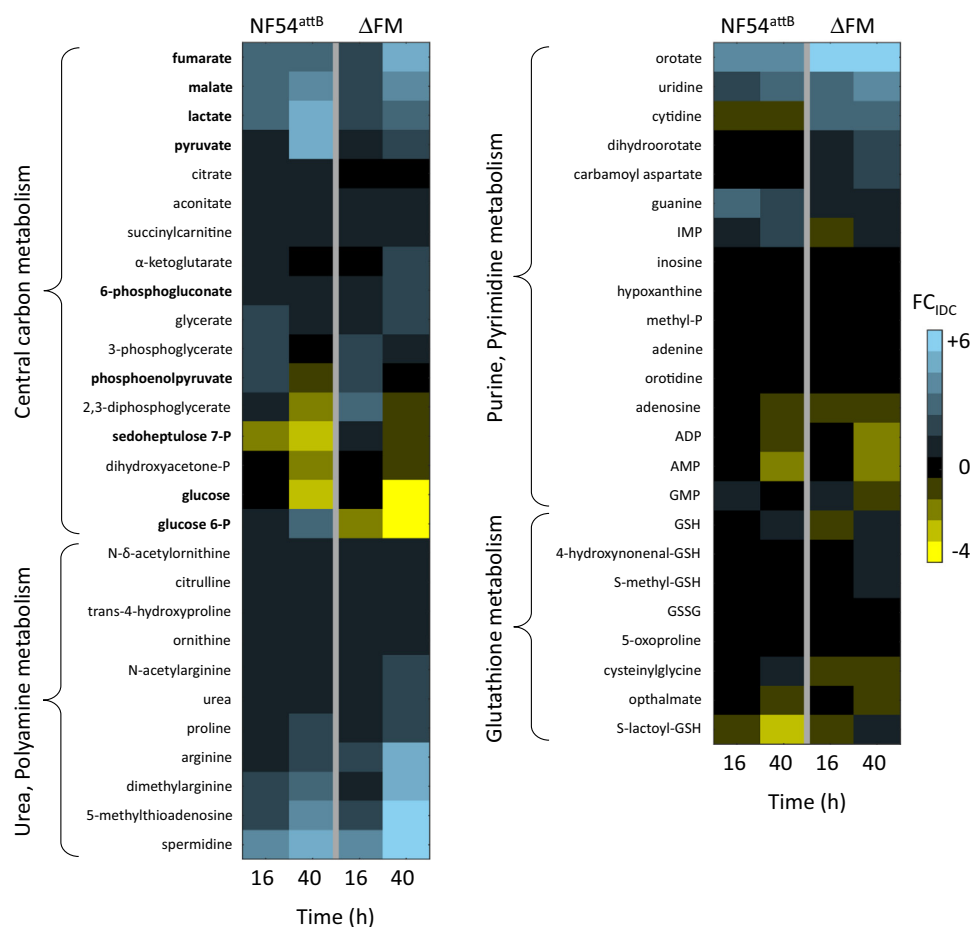 NF54attB ΔFM
Central carbon metabolism
fumarate
malate
lactate
pyruvate
citrate
aconitate
succinylcarnitine
α-ketoglutarate
6-phosphogluconate
glycerate
3-phosphoglycerate
phosphoenolpyruvate
2,3-diphosphoglycerate
sedoheptulose 7-P
dihydroxyacetone-P
glucose
glucose 6-P
Urea, Polyamine metabolism
N-δ-acetylornithine
citrulline
trans-4-hydroxyproline
ornithine
N-acetylarginine
urea
proline
arginine
dimethylarginine
5-methylthioadenosine
spermidine
16 40 16 40
Time (h)
NF54attB ΔFM
Purine, Pyrimidine metabolism
orotate
uridine
cytidine
dihydroorotate
carbamoyl aspartate
guanine
IMP
inosine
hypoxanthine
methyl-P
adenine
orotidine
adenosine
ADP
AMP
GMP
Glutathione metabolism
GSH
4-hydroxynonenal-GSH
S-methyl-GSH
GSSG
5-oxoproline
cysteinylglycine
opthalmate
S-lactoyl-GSH
16 40 16 40
Time (h)
FCIDC
+6
0
-4